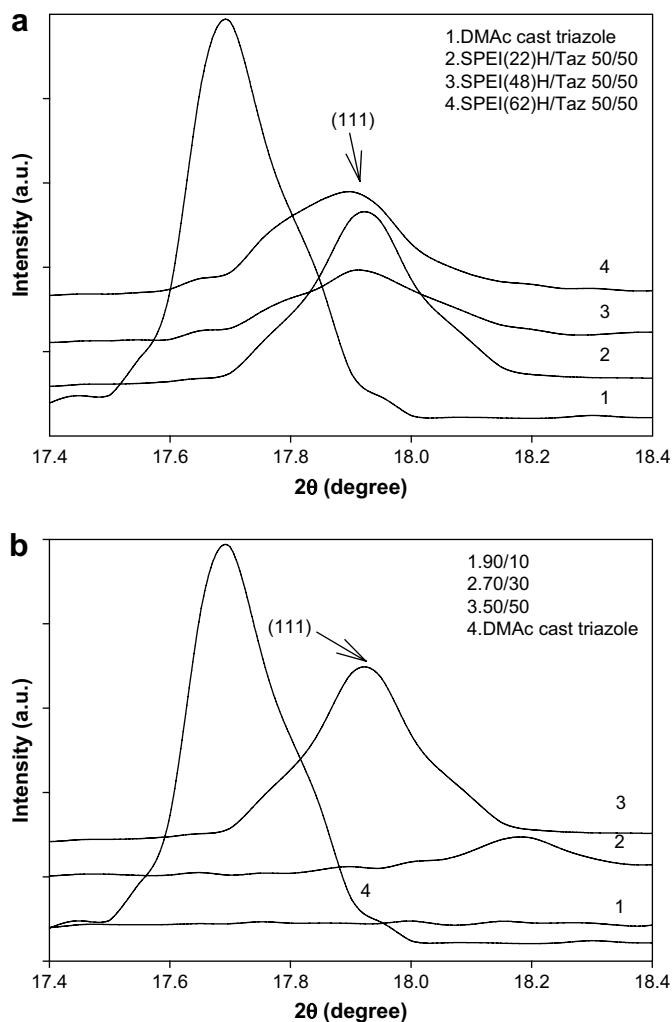 a
1.DMAc cast triazole
2.SPEI(22)H/Taz 50/50
3.SPEI(48)H/Taz 50/50
4.SPEI(62)H/Taz 50/50
(111)
Intensity (a.u.)
4
3
2
1
17.4 17.6 17.8 18.0 18.2 18.4
2θ (degree)
b
1.90/10
2.70/30
3.50/50
4.DMAc cast triazole
(111)
Intensity (a.u.)
3
2
4
1
17.4 17.6 17.8 18.0 18.2 18.4
2θ (degree)